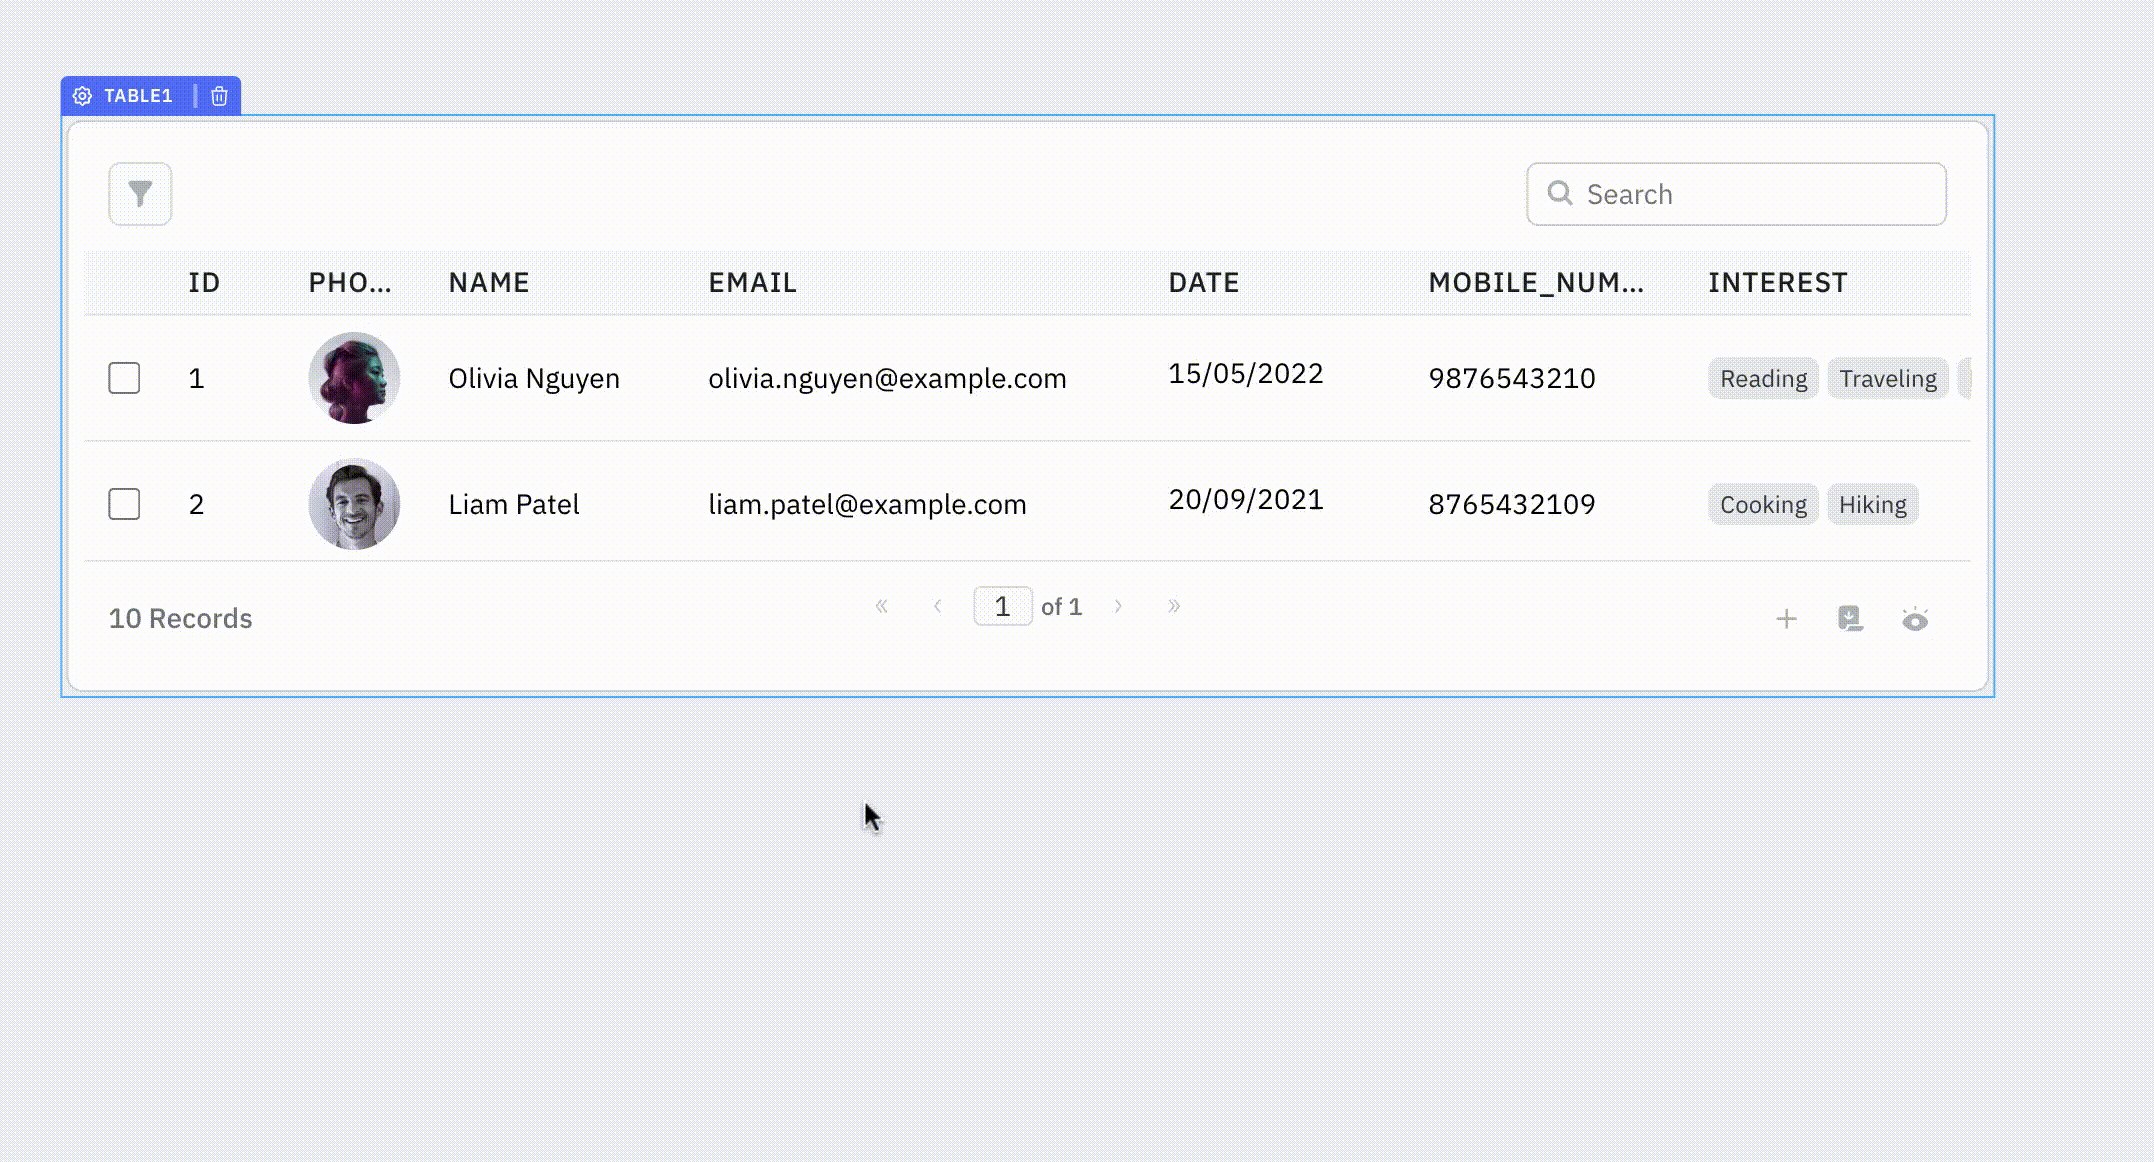 TABLE1
Search
ID PHO... NAME EMAIL DATE MOBILE_NUM... INTEREST
1 Olivia Nguyen olivia.nguyen@example.com 15/05/2022 9876543210 Reading Traveling
2 Liam Patel liam.patel@example.com 20/09/2021 8765432109 Cooking Hiking
10 Records « ‹ 1 of 1 › »